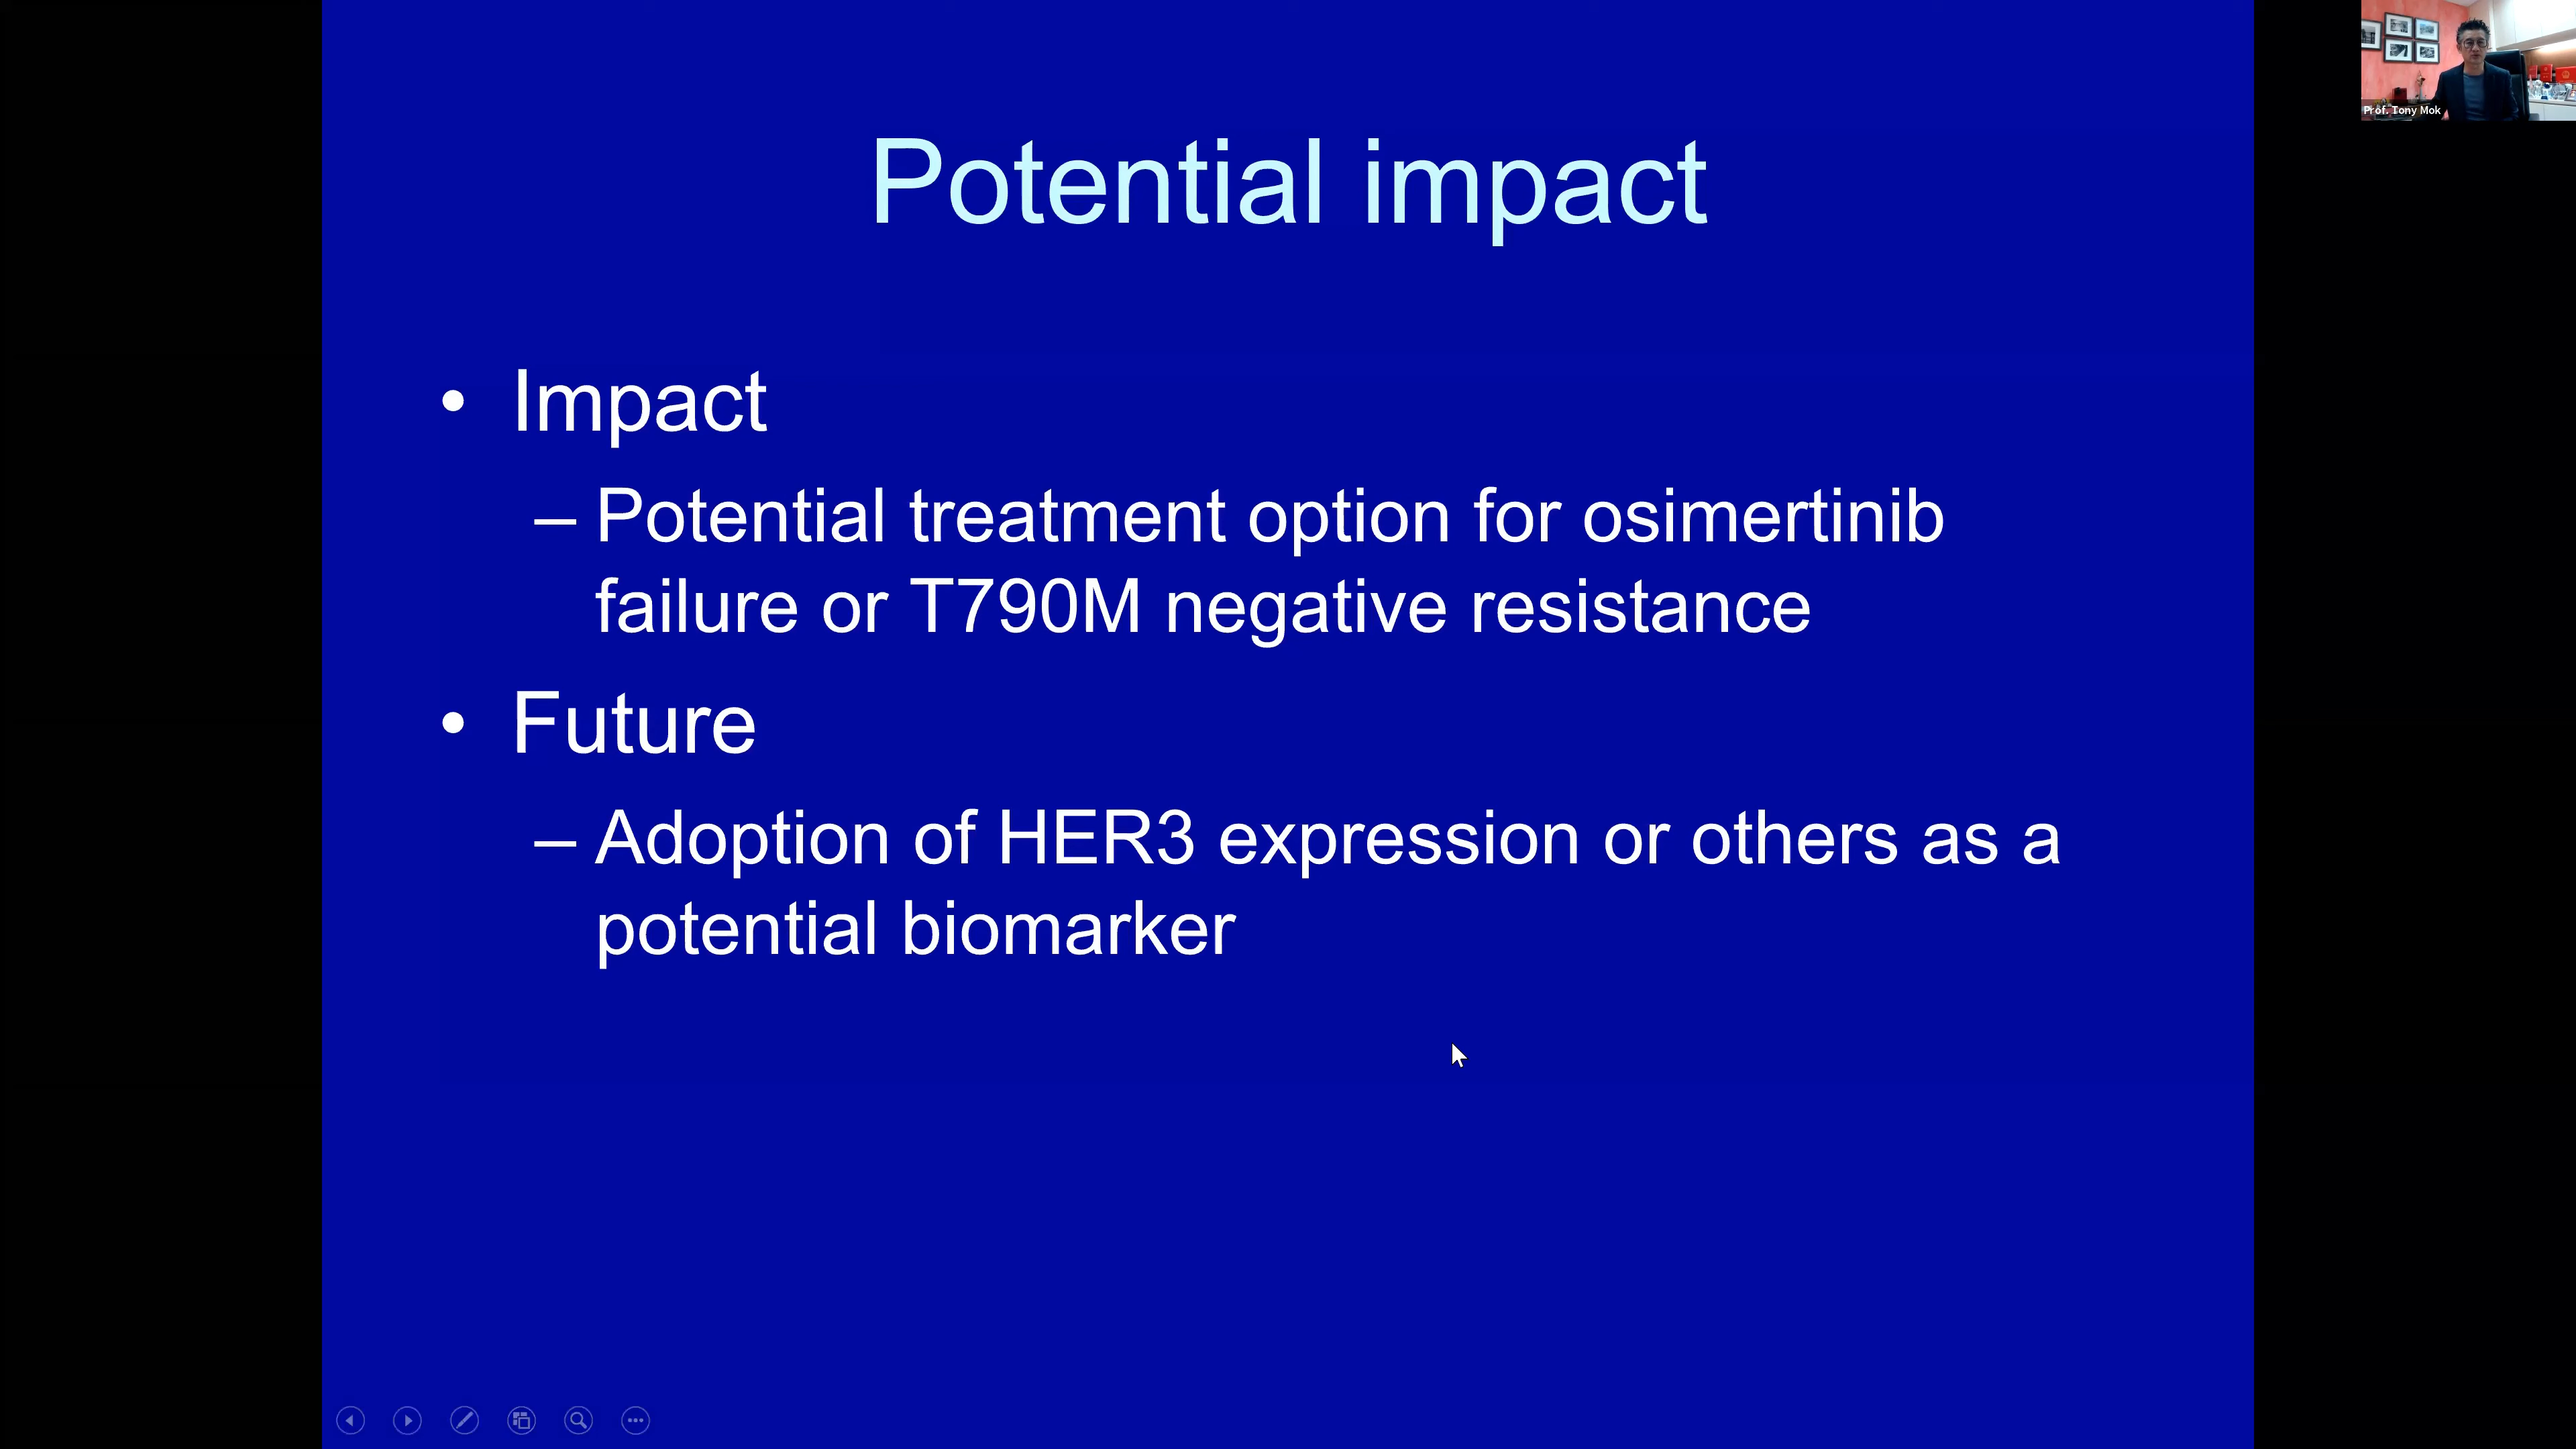 Prof. Tony Mok
Potential impact
• Impact
– Potential treatment option for osimertinib
failure or T790M negative resistance
• Future
– Adoption of HER3 expression or others as a
potential biomarker